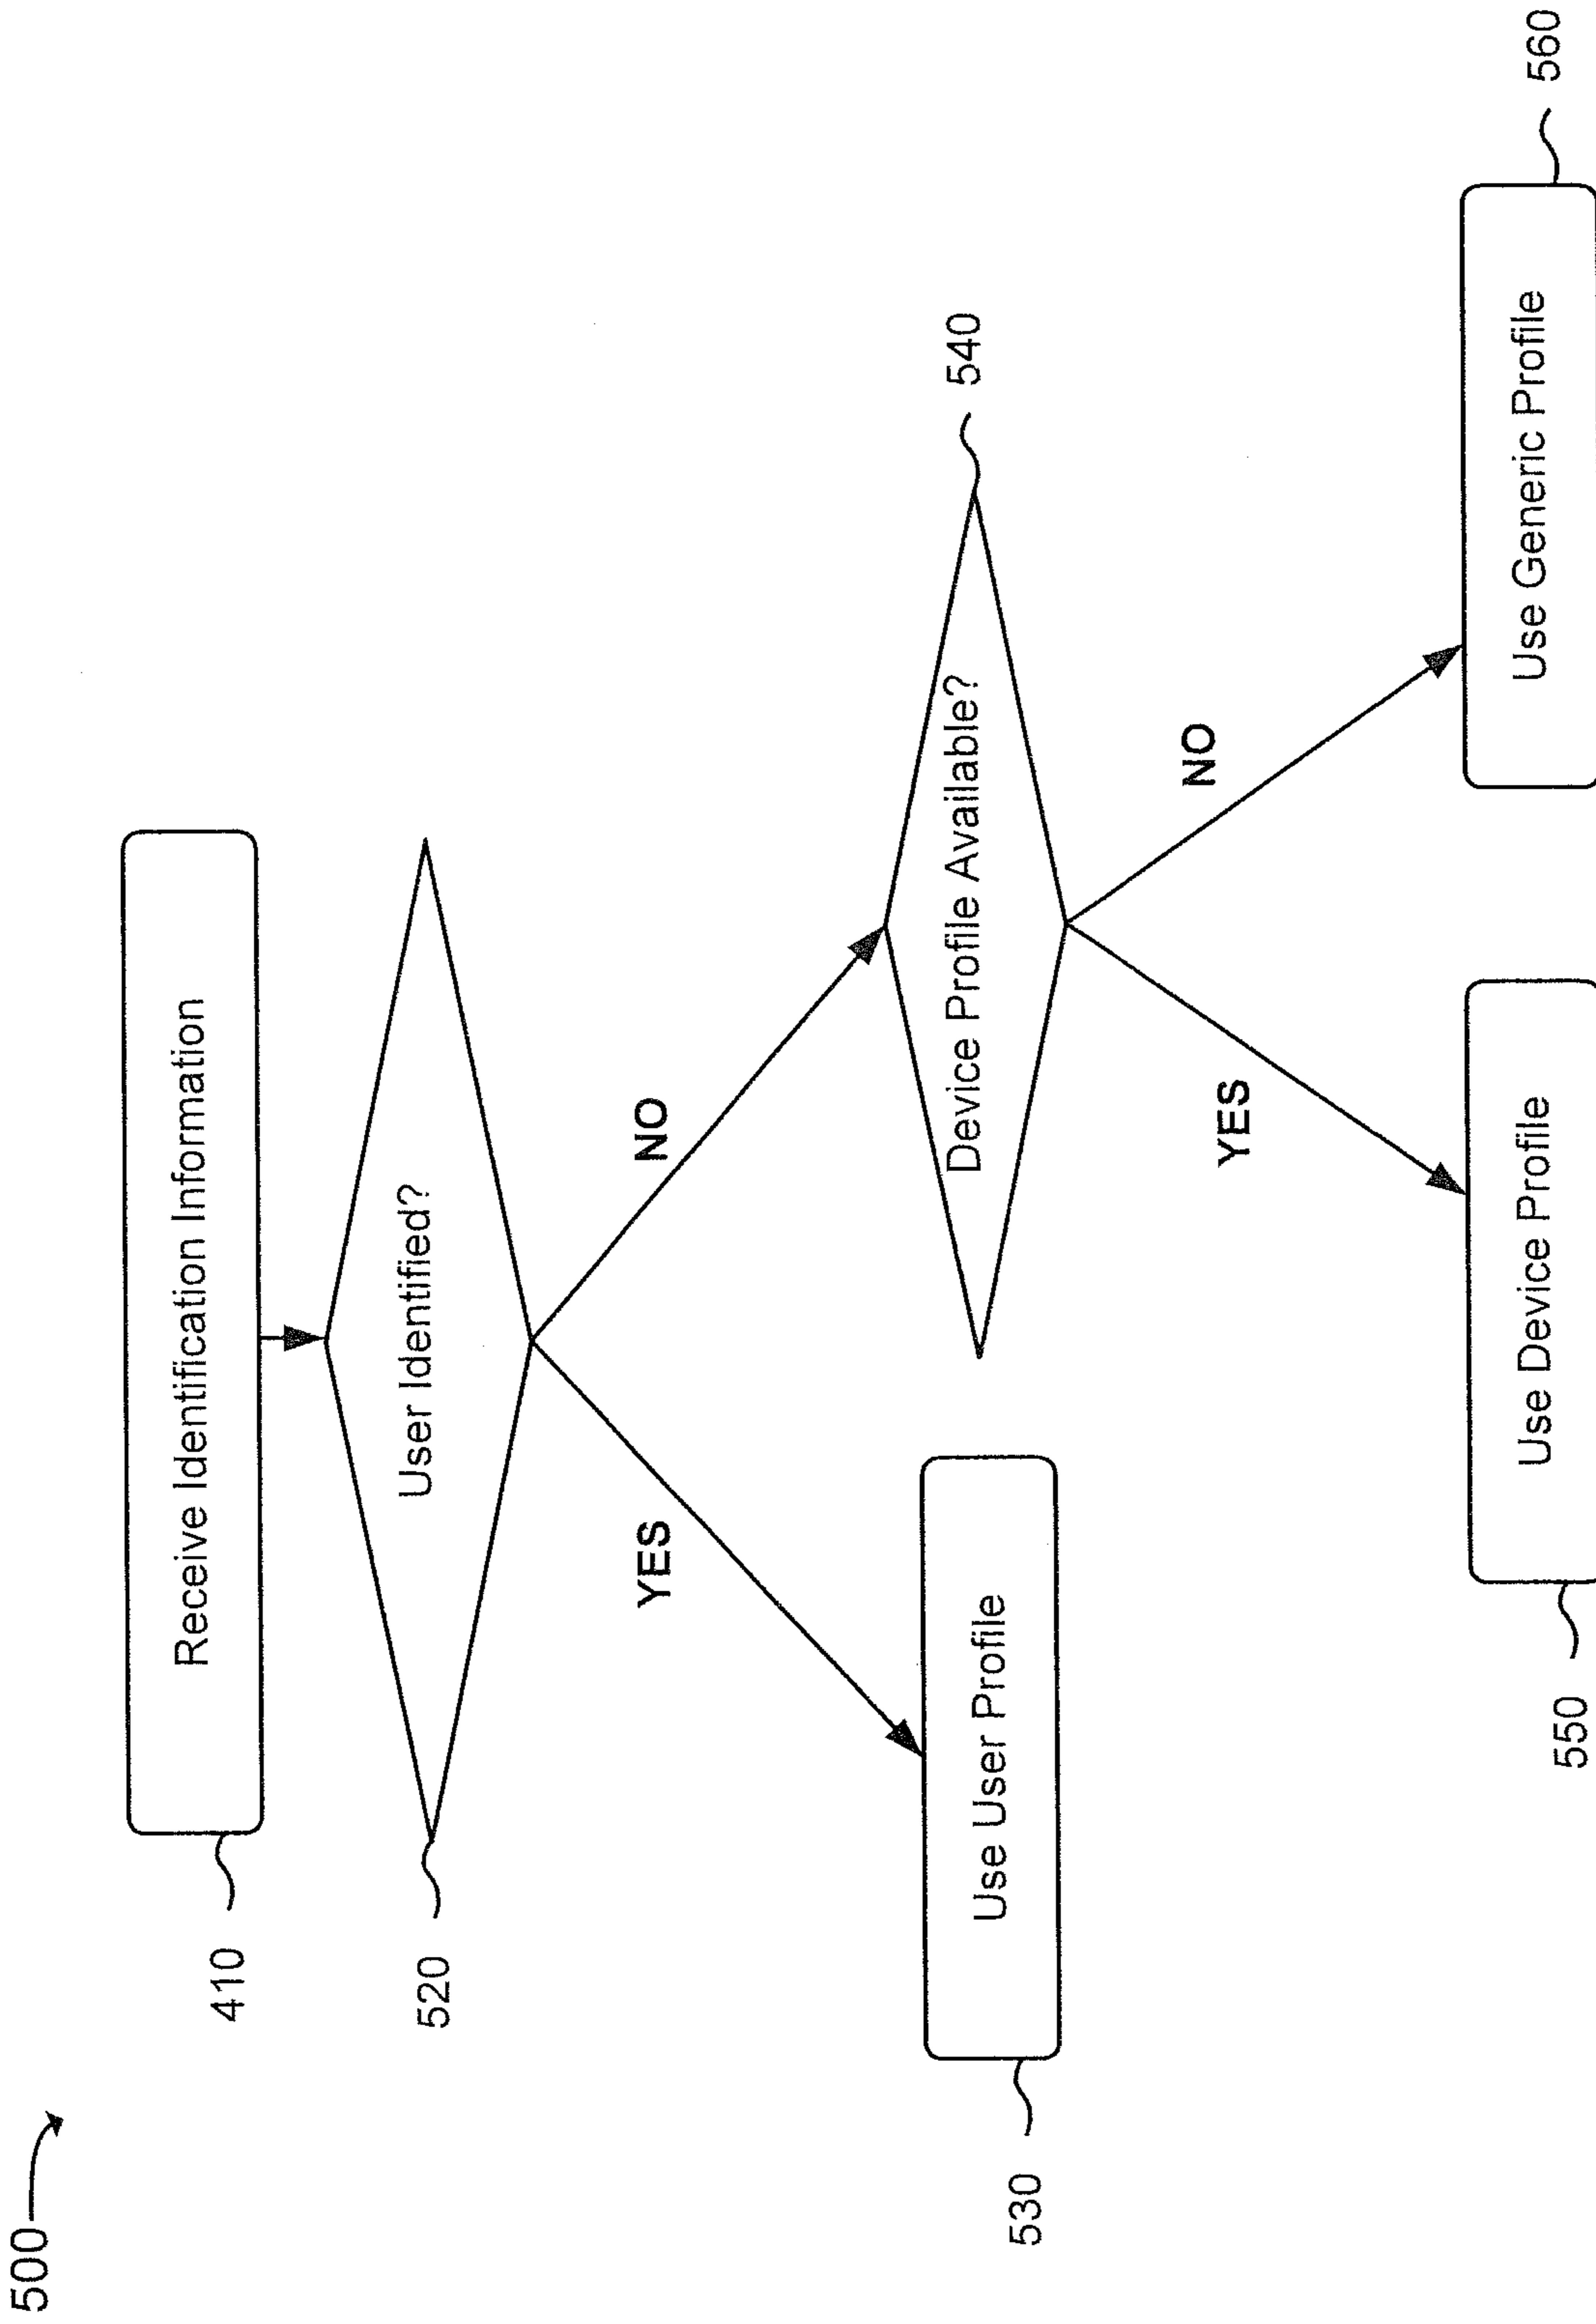 500
Receive Identification Information
410
User Identified?
520
YES
NO
Use User Profile
530
Device Profile Available?
540
YES
NO
Use Device Profile
550
Use Generic Profile
560